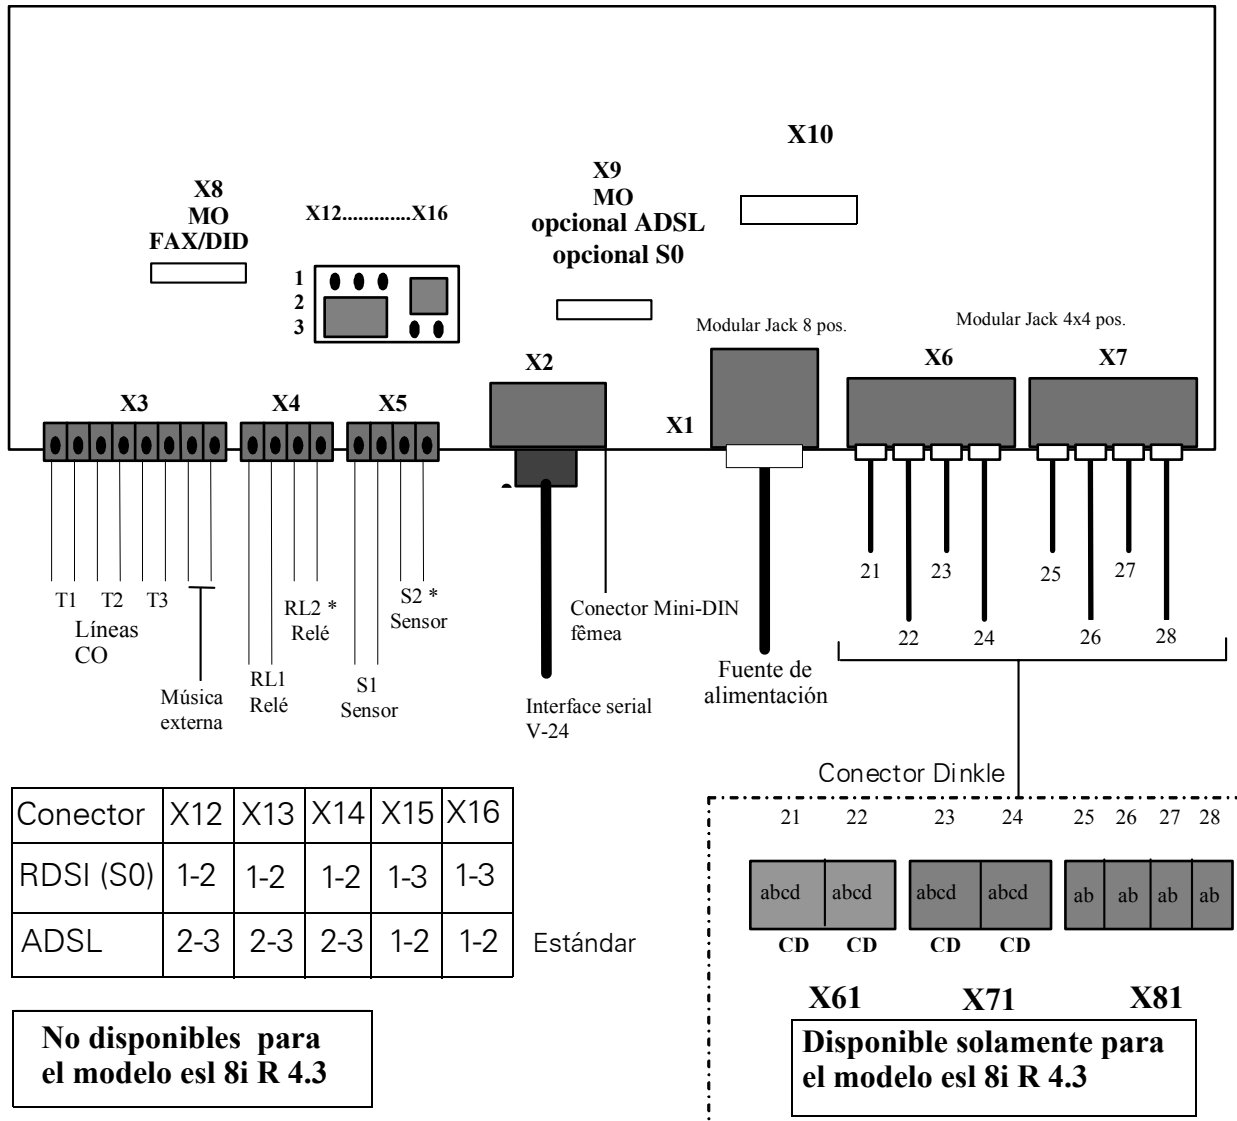 X10
X8
MO
FAX/DID
X12.............X16
X9
MO
opcional ADSL
opcional S0
1
2
3
Modular Jack 8 pos.
Modular Jack 4x4 pos.
X3
X4
X5
X2
X1
X6
X7
T1 T2 T3
Líneas
CO
Música
externa
RL1
Relé
RL2 *
Relé
S1
Sensor
S2 *
Sensor
Conector Mini-DIN
fêmea
Interface serial
V-24
Fuente de
alimentación
21 23 25 27
22 24 26 28
Conector Dinkle
Conector X12 X13 X14 X15 X16
RDSI (S0) 1-2 1-2 1-2 1-3 1-3
ADSL 2-3 2-3 2-3 1-2 1-2 Estándar
No disponibles para
el modelo esl 8i R 4.3
21 22 23 24 25 26 27 28
abcd abcd abcd abcd ab ab ab ab
CD CD CD CD
X61 X71 X81
Disponible solamente para
el modelo esl 8i R 4.3